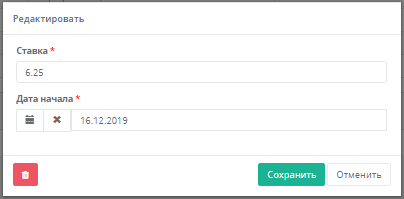 Редактировать
Ставка *
6.25
Дата начала *
16.12.2019
Сохранить Отменить